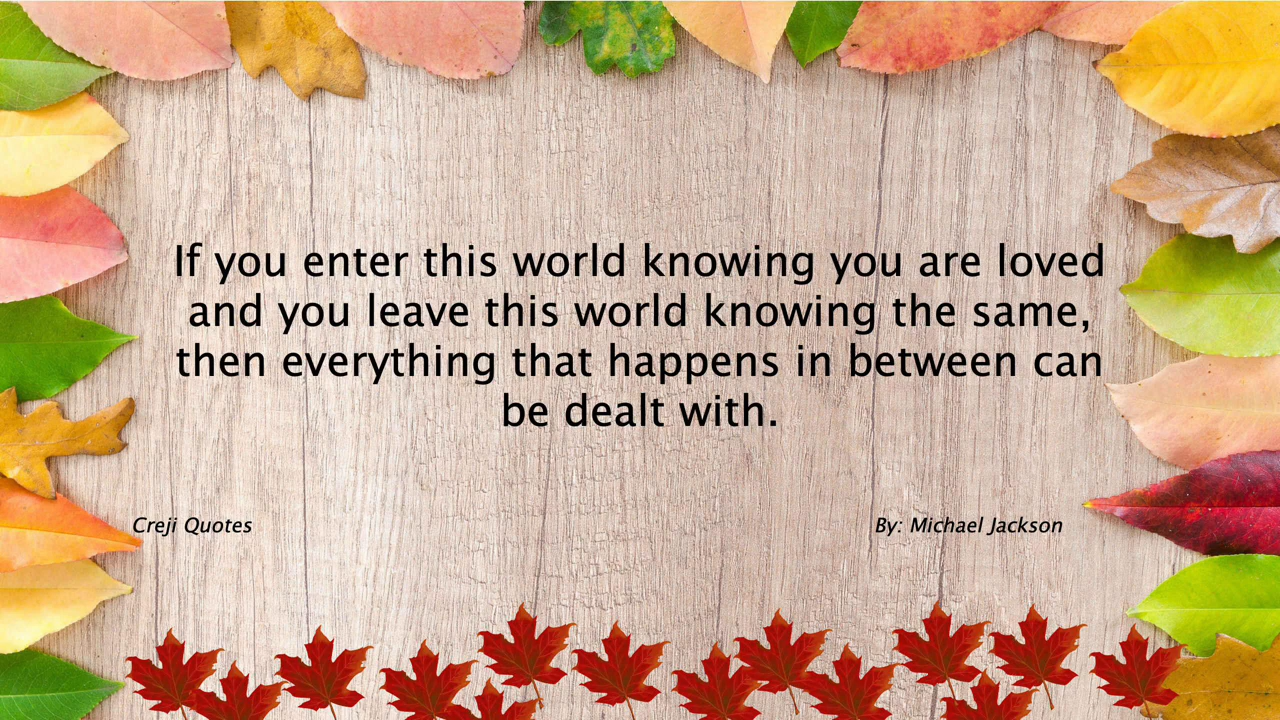 If you enter this world knowing you are loved
and you leave this world knowing the same,
then everything that happens in between can
be dealt with.
Creji Quotes
By: Michael Jackson